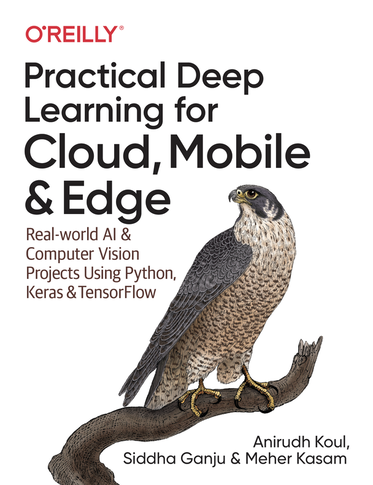 O'REILLY®
Practical Deep
Learning for
Cloud, Mobile
& Edge
Real-world AI &
Computer Vision
Projects Using Python,
Keras & TensorFlow
Anirudh Koul,
Siddha Ganju & Meher Kasam